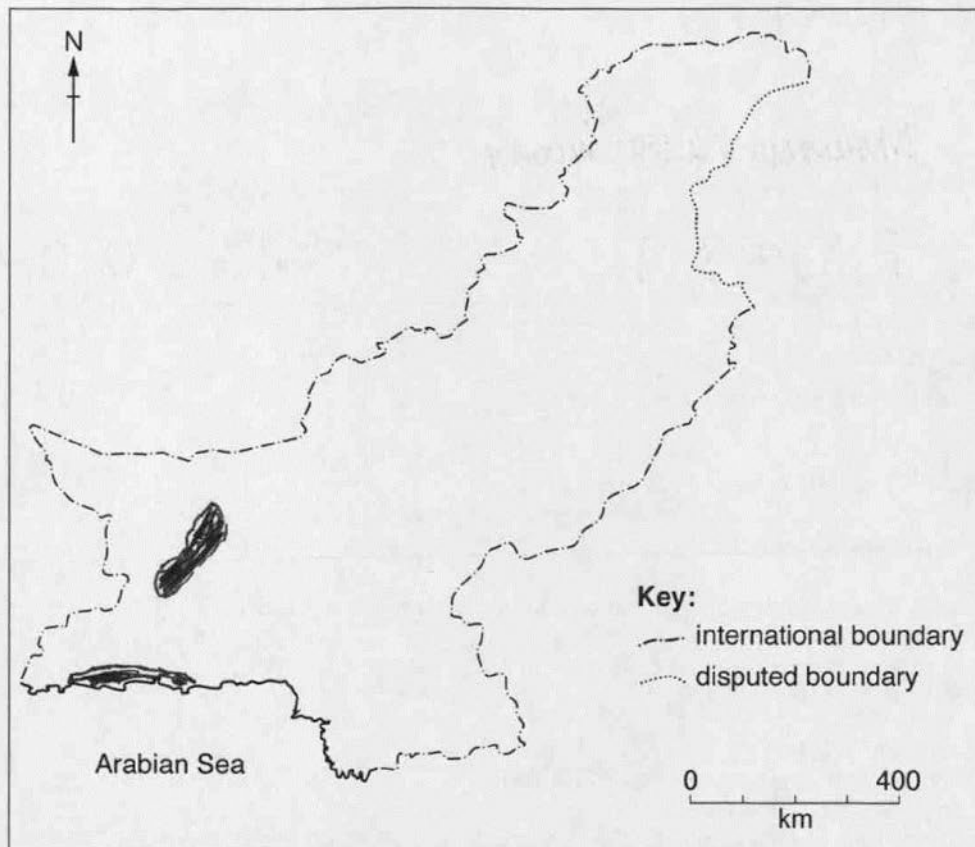 N
Key:
international boundary
disputed boundary
Arabian Sea
0 400
km